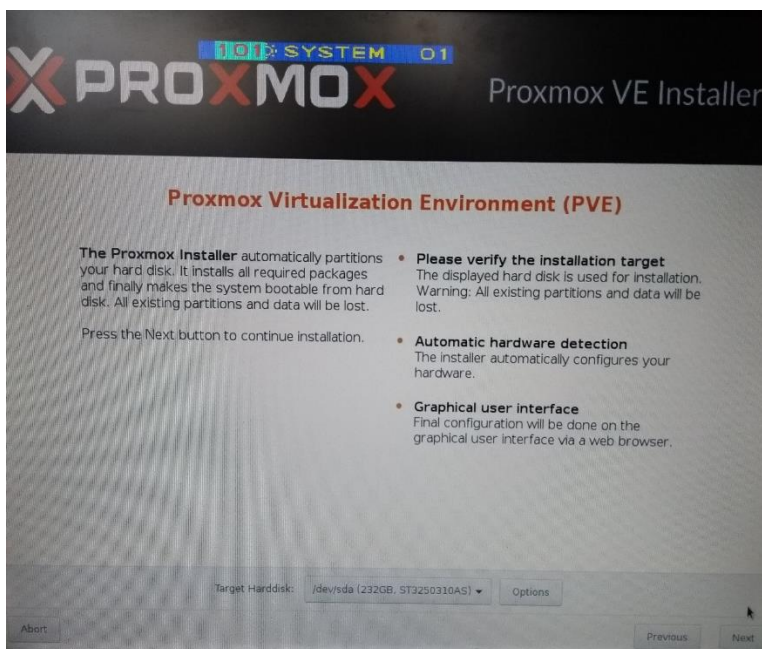 101 SYSTEM 01
PROXMOX
Proxmox VE Installer
Proxmox Virtualization Environment (PVE)
The Proxmox Installer automatically partitions
your hard disk. It installs all required packages
and finally makes the system bootable from hard
disk. All existing partitions and data will be lost.
Press the Next button to continue installation.
• Please verify the installation target
The displayed hard disk is used for installation.
Warning: All existing partitions and data will be
lost.
• Automatic hardware detection
The installer automatically configures your
hardware.
• Graphical user interface
Final configuration will be done on the
graphical user interface via a web browser.
Target Harddisk: /dev/sda (232GB, ST3250310AS) Options
Abort Previous Next